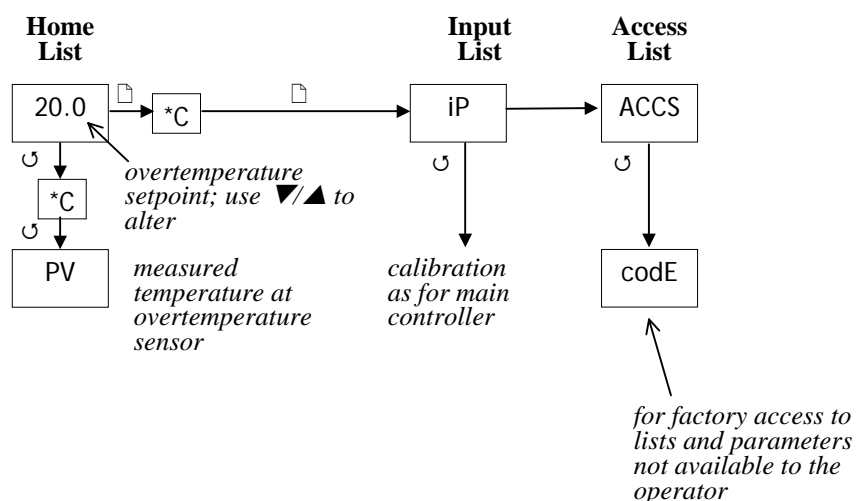 Home
List
Input
List
Access
List
20.0
*C
iP
ACCS
overtemperature
setpoint; use ▼/▲ to
alter
*C
PV
measured
temperature at
overtemperature
sensor
calibration
as for main
controller
codE
for factory access to
lists and parameters
not available to the
operator